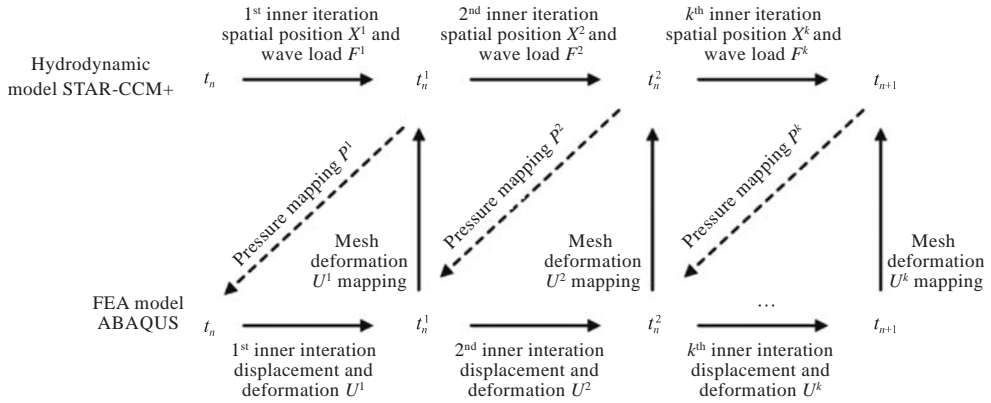 1st inner iteration
spatial position X1 and
wave load F1
2nd inner iteration
spatial position X2 and
wave load F2
kth inner iteration
spatial position Xk and
wave load Fk
Hydrodynamic
model STAR-CCM+
tn
tn1
tn2
tn+1
Pressure mapping P1
Pressure mapping P2
Pressure mapping Pk
Mesh
deformation
U1 mapping
Mesh
deformation
U2 mapping
Mesh
deformation
Uk mapping
FEA model
ABAQUS
tn
tn1
tn2
...
tn+1
1st inner interation
displacement and
deformation U1
2nd inner interation
displacement and
deformation U2
kth inner interation
displacement and
deformation Uk